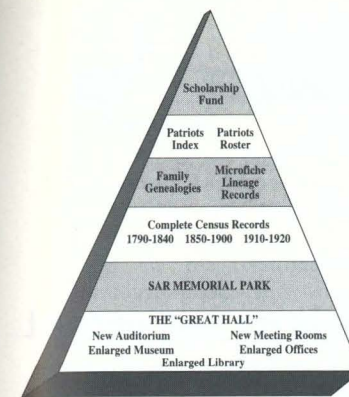 Scholarship
Fund
Patriots Patriots
Index Roster
Family Microfiche
Genealogies Lineage
Records
Complete Census Records
1790-1840 1850-1900 1910-1920
SAR MEMORIAL PARK
THE "GREAT HALL"
New Auditorium New Meeting Rooms
Enlarged Museum Enlarged Offices
Enlarged Library